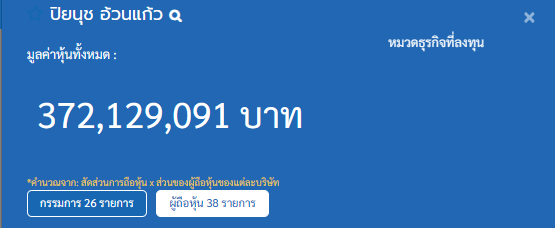 ปิยนุช อ้วนแก้ว
หมวดธุรกิจที่ลงทุน
มูลค่าหุ้นทั้งหมด :
372,129,091 บาท
*คำนวณจาก: สัดส่วนการถือหุ้น x ส่วนของผู้ถือหุ้นของแต่ละบริษัท
กรรมการ 26 รายการ
ผู้ถือหุ้น 38 รายการ